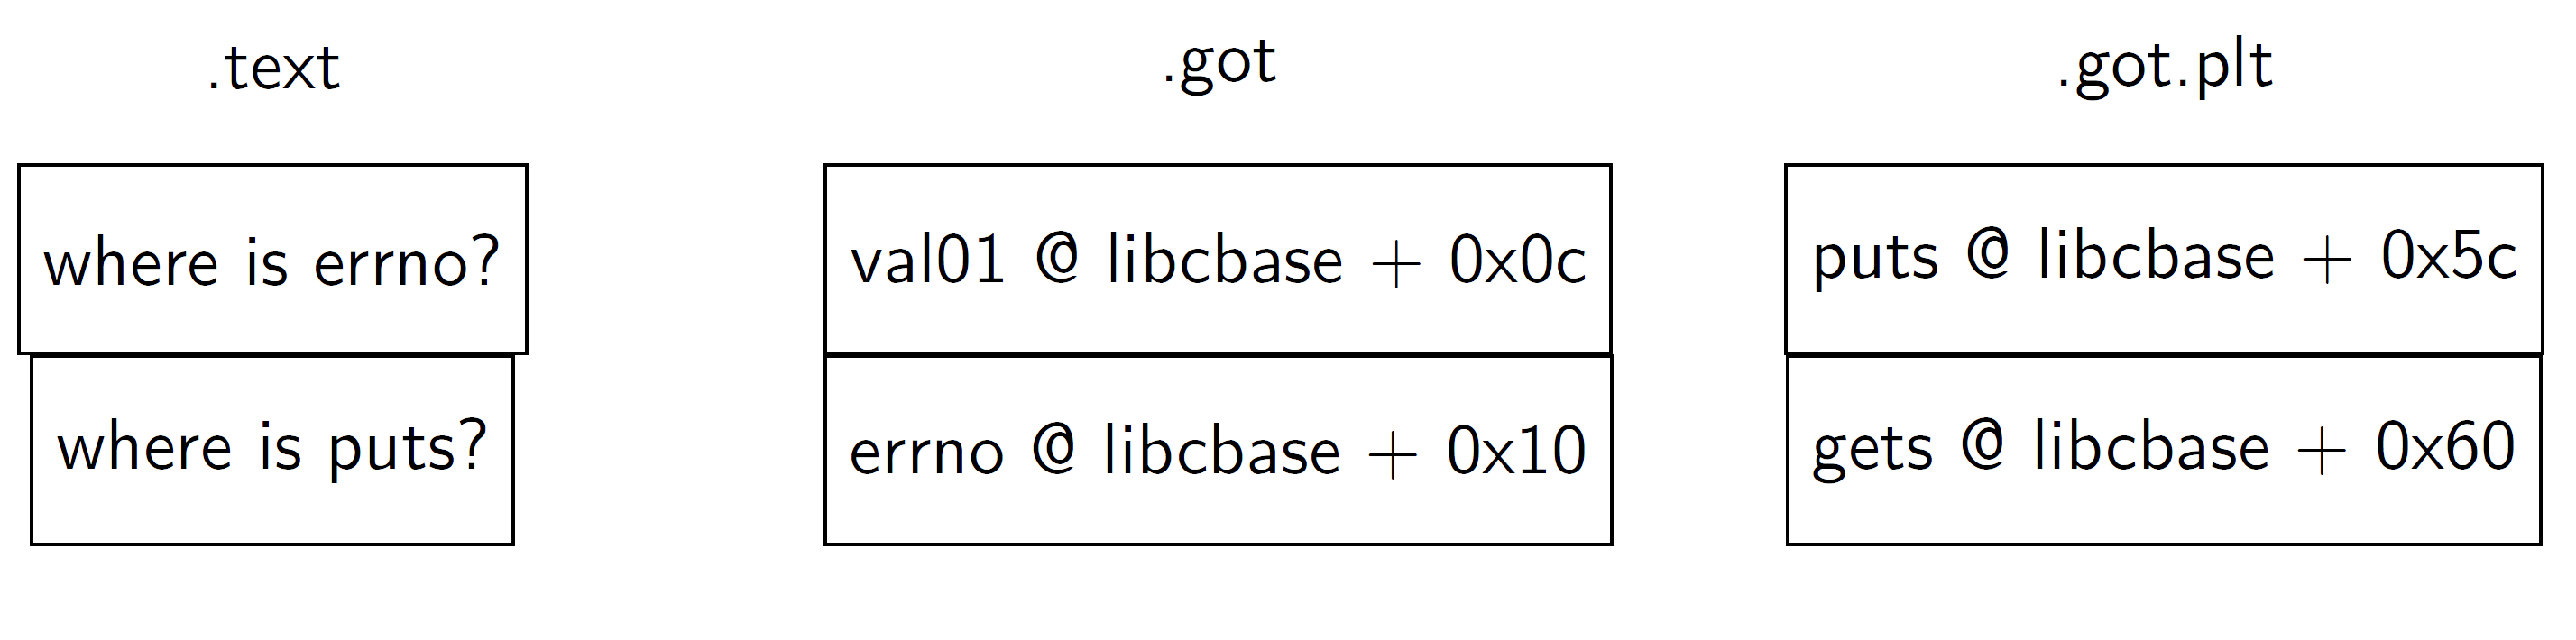 .text
where is errno?
where is puts?
.got
val01 @ libcbase + 0x0c
errno @ libcbase + 0x10
.got.plt
puts @ libcbase + 0x5c
gets @ libcbase + 0x60